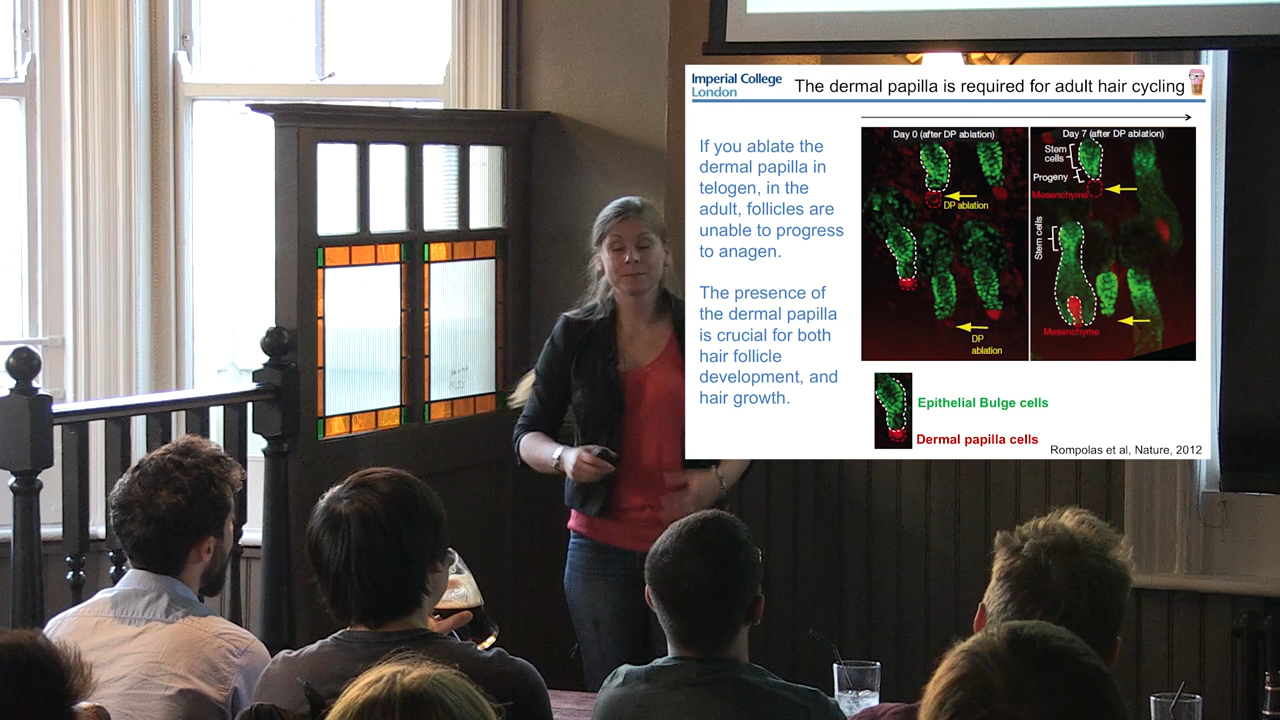 Imperial College
London
The dermal papilla is required for adult hair cycling
If you ablate the
dermal papilla in
telogen, in the
adult, follicles are
unable to progress
to anagen.
The presence of
the dermal papilla
is crucial for both
hair follicle
development, and
hair growth.
Day 0 (after DP ablation)
DP ablation
DP
ablation
Day 7 (after DP ablation)
Stem
cells
Progeny
Mesenchyme
Stem cells
Mesenchyme
Epithelial Bulge cells
Dermal papilla cells
Rompolas et al, Nature, 2012